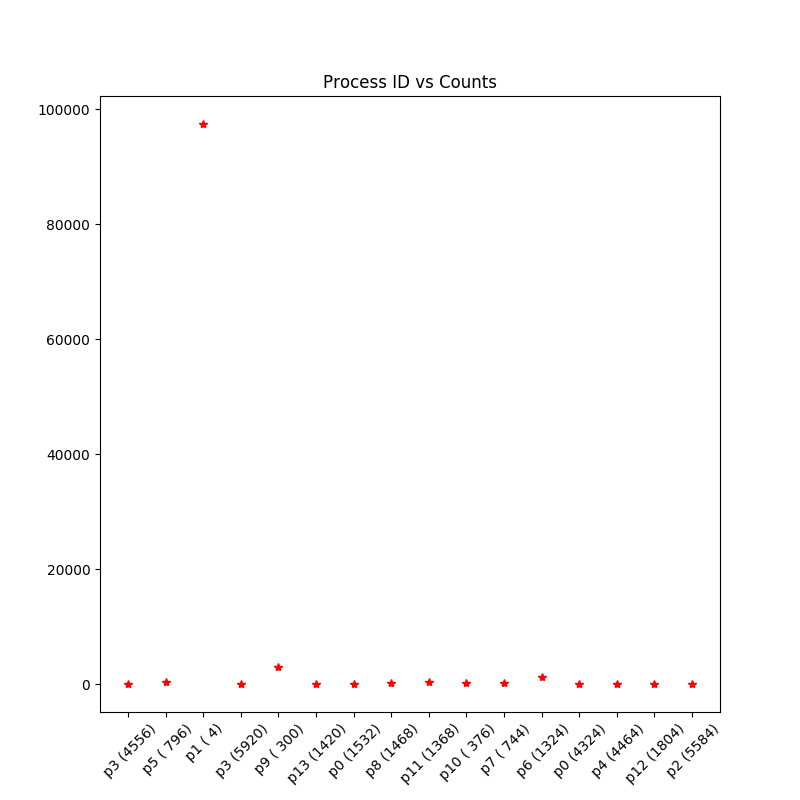 Process ID vs Counts
100000
80000
60000
40000
20000
0
p3 (4556)
p5 ( 796)
p1 ( 4)
p3 (5920)
p9 ( 300)
p13 (1420)
p0 (1532)
p8 (1468)
p11 (1368)
p10 ( 376)
p7 ( 744)
p6 (1324)
p0 (4324)
p4 (4464)
p12 (1804)
p2 (5584)